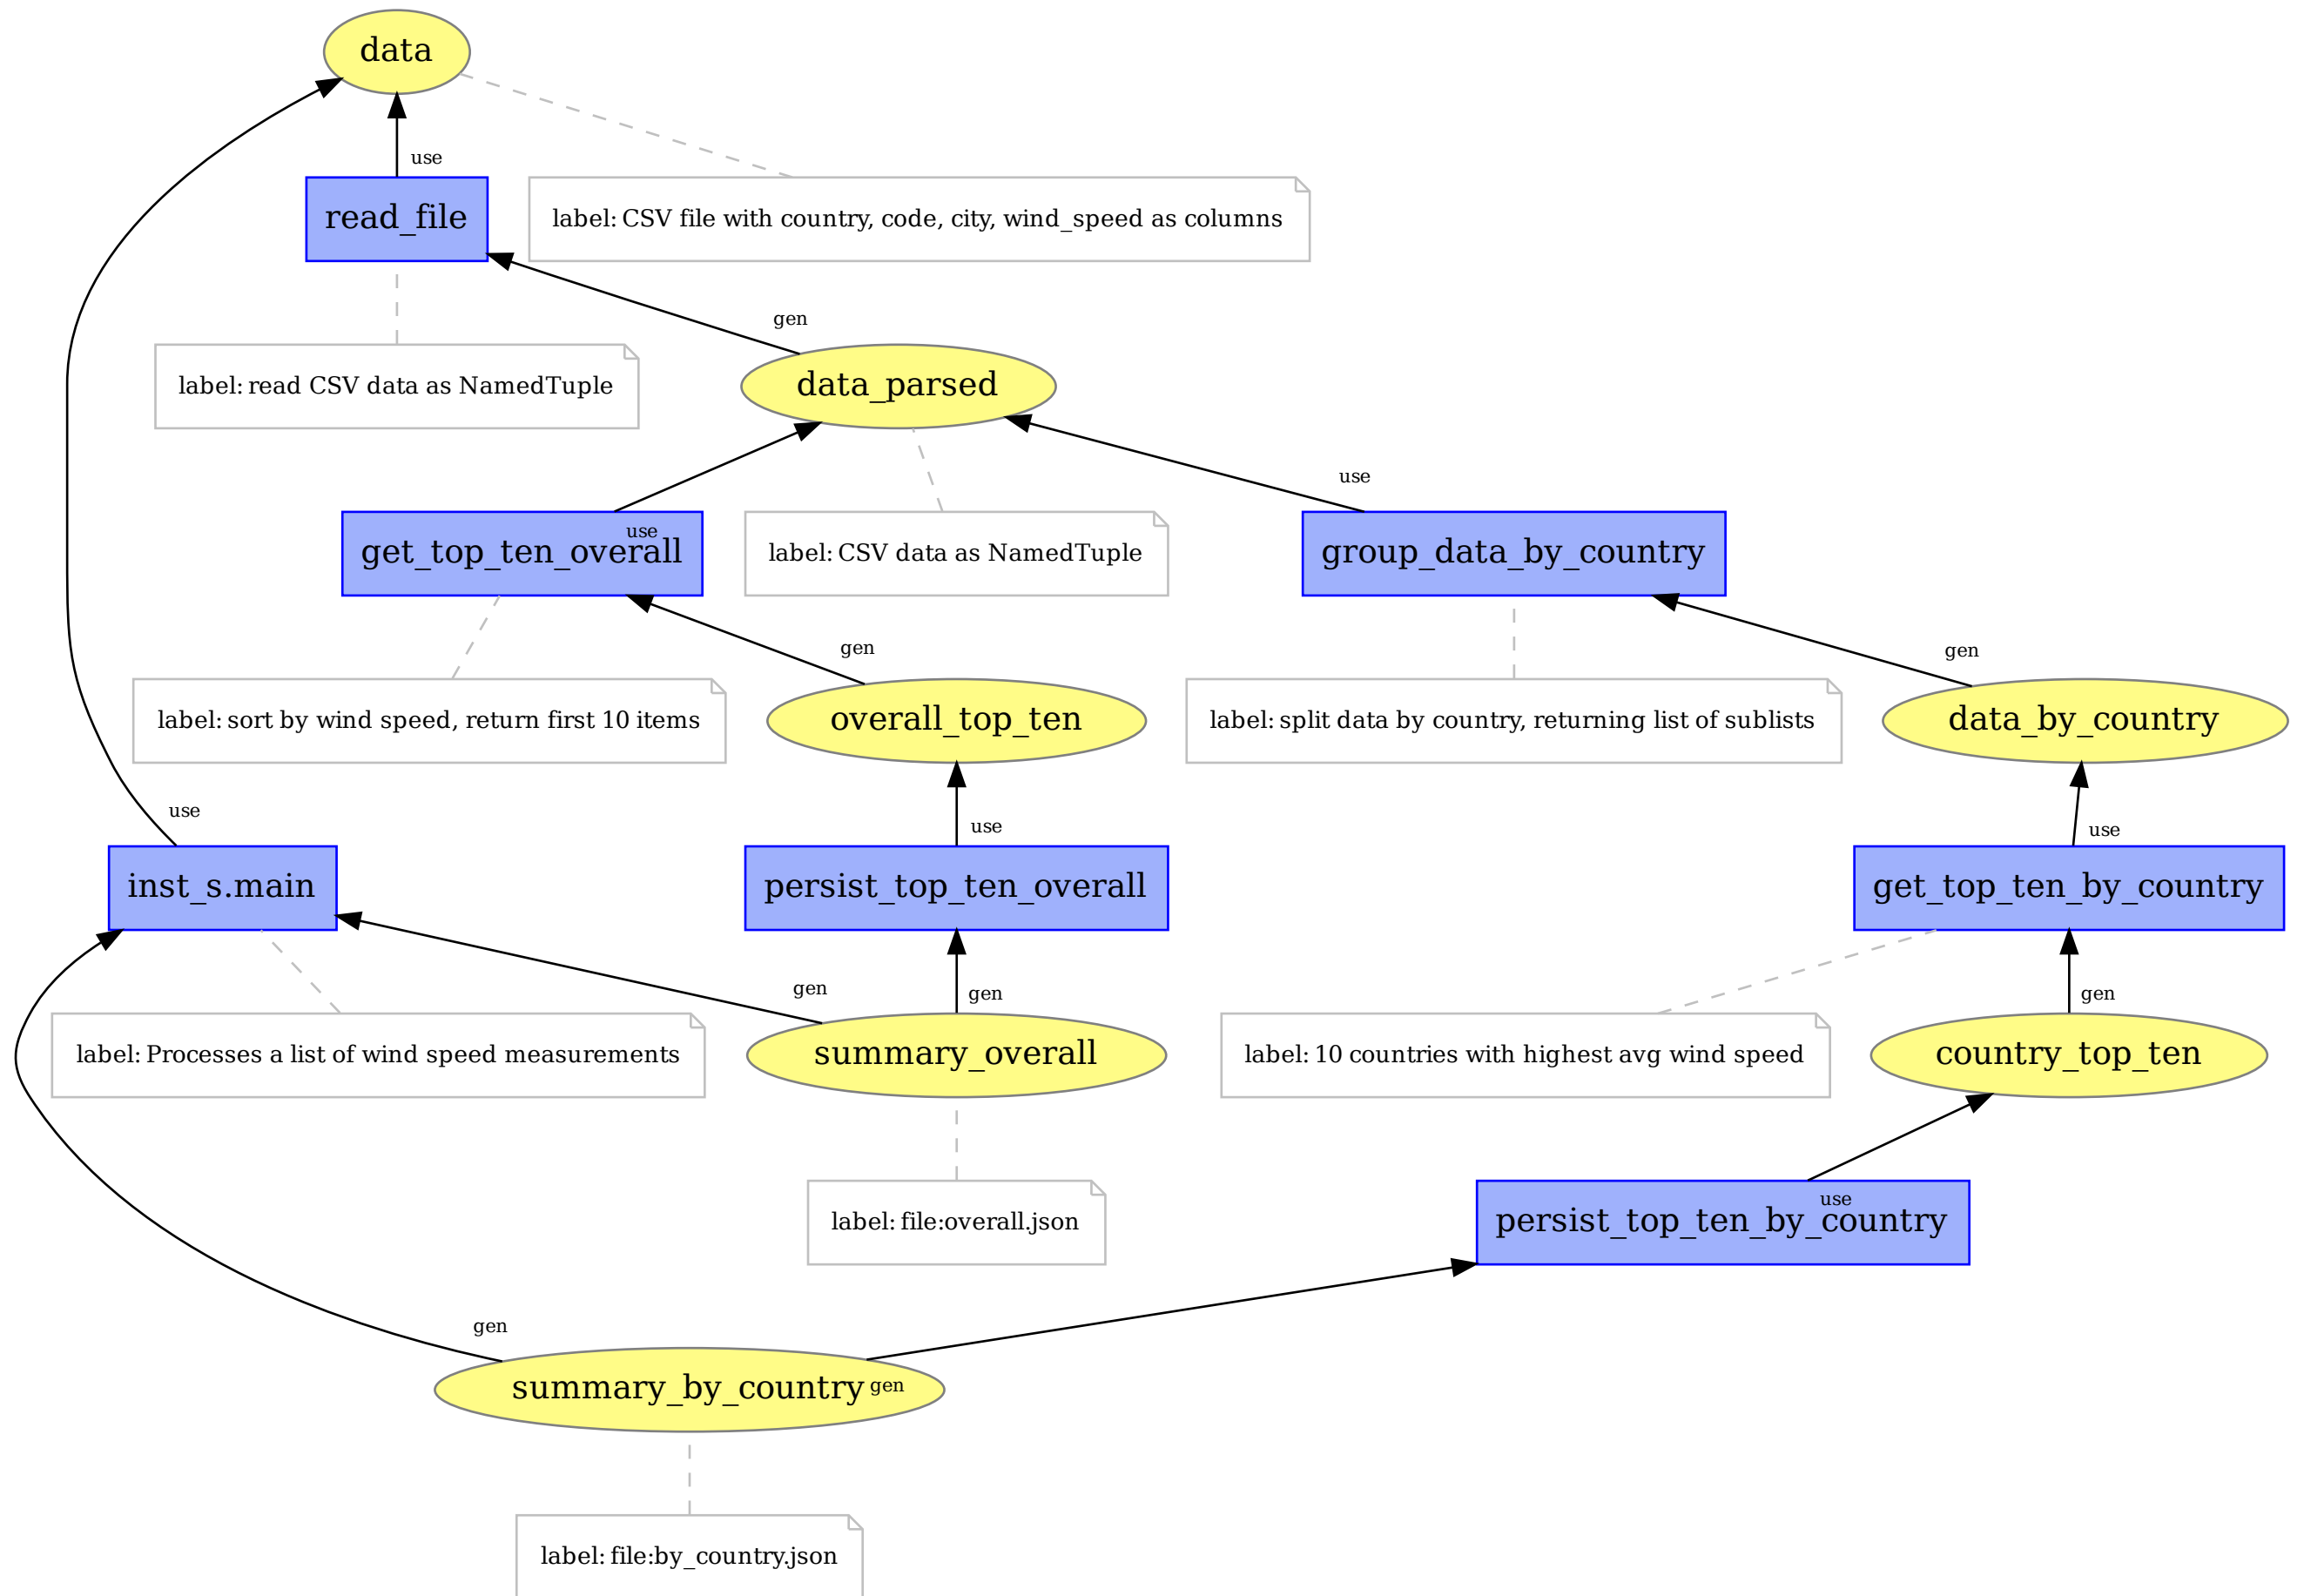 data
use
read_file
label: CSV file with country, code, city, wind_speed as columns
gen
label: read CSV data as NamedTuple
data_parsed
use
use
get_top_ten_overall
label: CSV data as NamedTuple
group_data_by_country
gen
gen
label: sort by wind speed, return first 10 items
overall_top_ten
label: split data by country, returning list of sublists
data_by_country
use
use
use
inst_s.main
persist_top_ten_overall
get_top_ten_by_country
gen
gen
gen
label: Processes a list of wind speed measurements
summary_overall
label: 10 countries with highest avg wind speed
country_top_ten
use
label: file:overall.json
persist_top_ten_by_country
gen
summary_by_country
gen
label: file:by_country.json